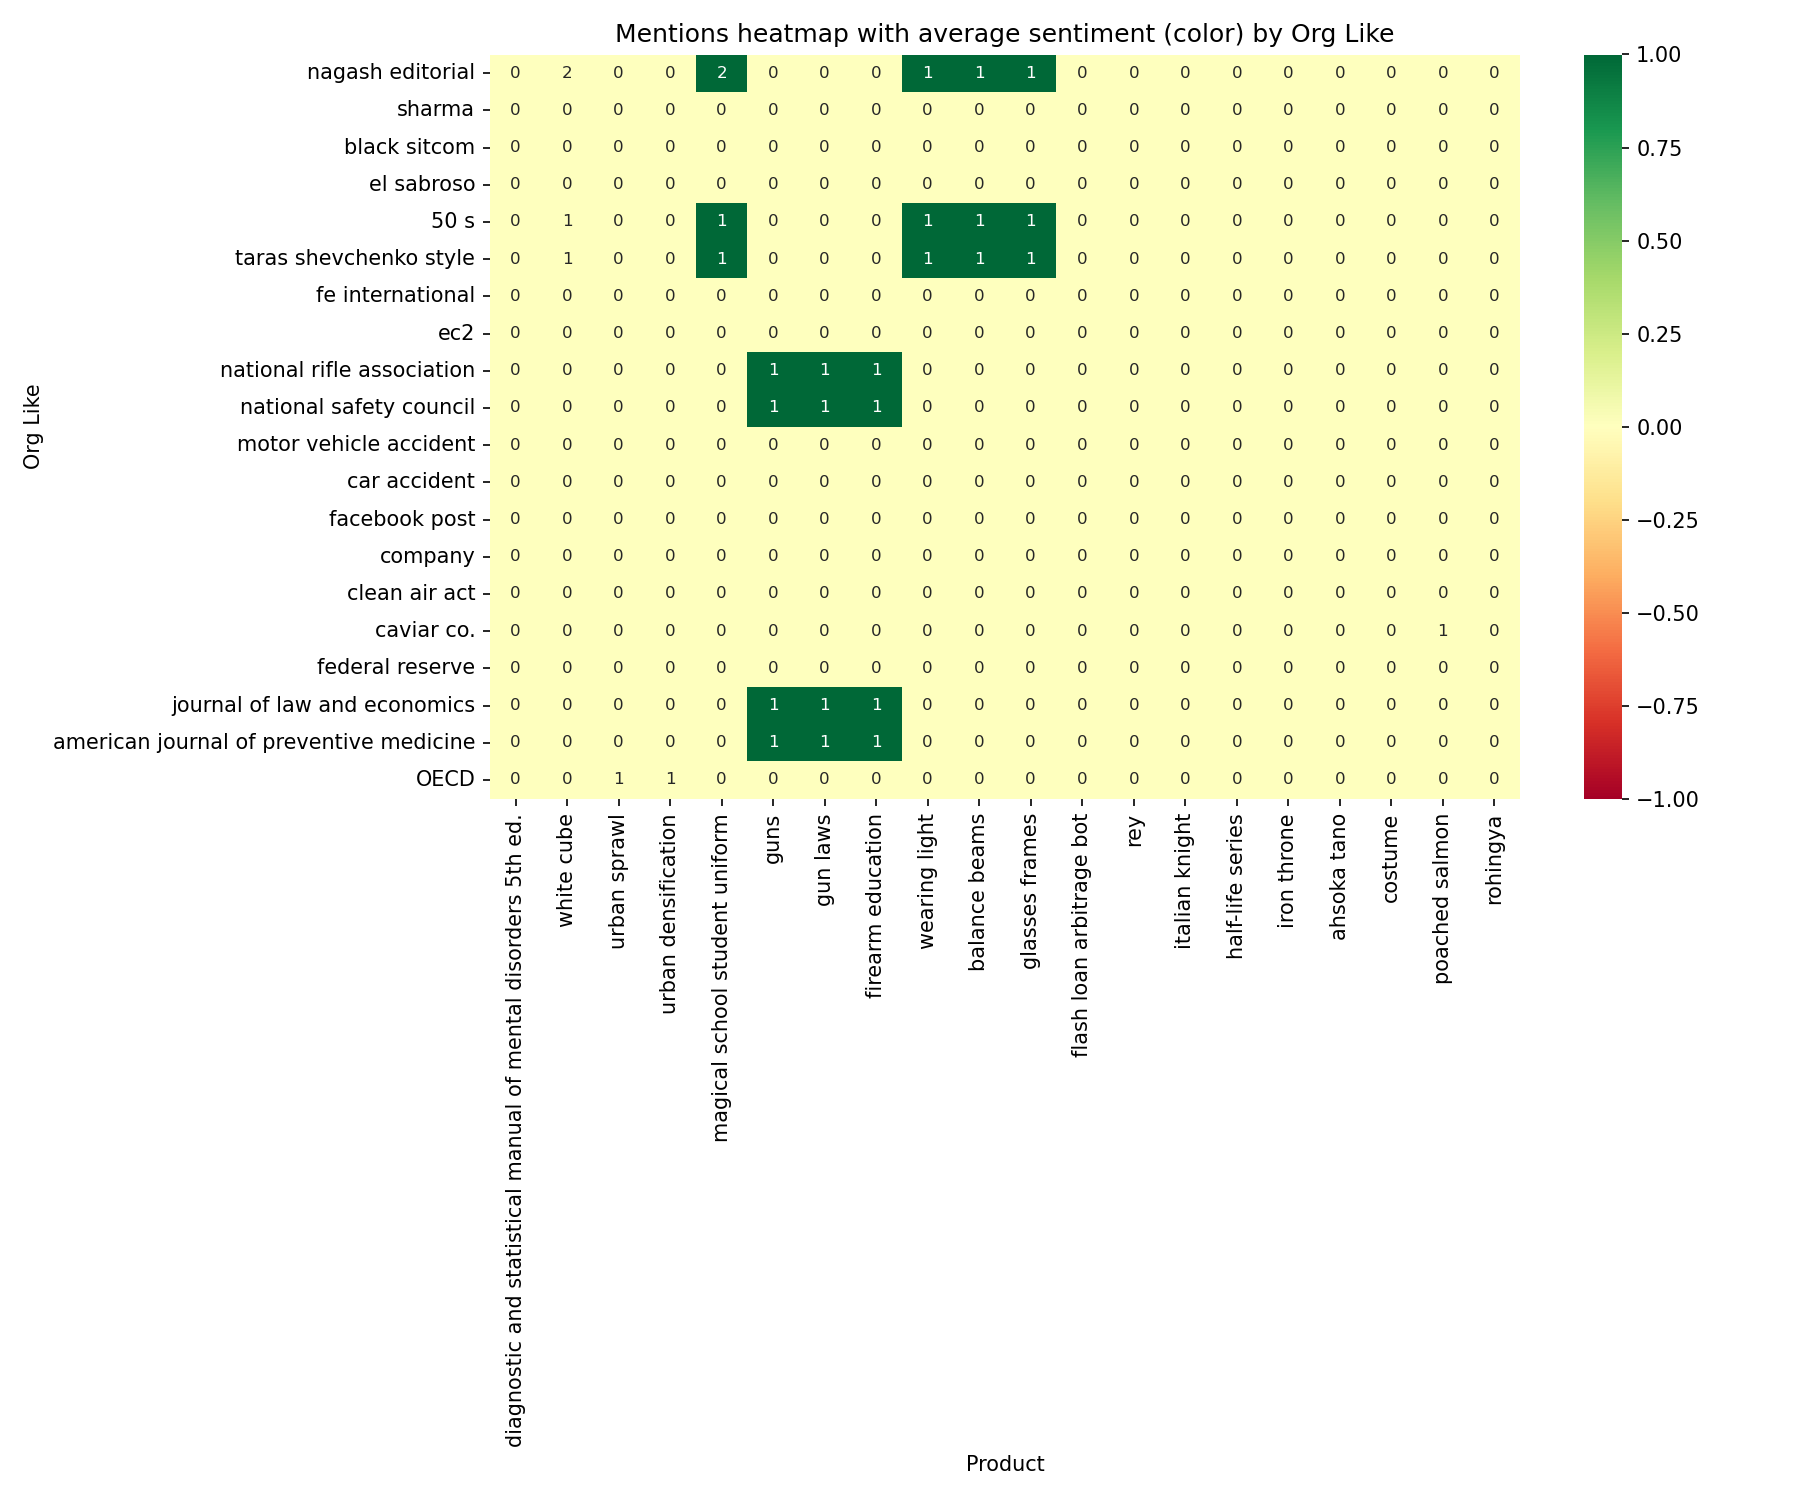 Mentions heatmap with average sentiment (color) by Org Like
nagash editorial 0 2 0 0 2 0 0 0 1 1 1 0 0 0 0 0 0 0 0 0
sharma 0 0 0 0 0 0 0 0 0 0 0 0 0 0 0 0 0 0 0 0
black sitcom 0 0 0 0 0 0 0 0 0 0 0 0 0 0 0 0 0 0 0 0
el sabroso 0 0 0 0 0 0 0 0 0 0 0 0 0 0 0 0 0 0 0 0
50 s 0 1 0 0 1 0 0 0 1 1 1 0 0 0 0 0 0 0 0 0
taras shevchenko style 0 1 0 0 1 0 0 0 1 1 1 0 0 0 0 0 0 0 0 0
fe international 0 0 0 0 0 0 0 0 0 0 0 0 0 0 0 0 0 0 0 0
ec2 0 0 0 0 0 0 0 0 0 0 0 0 0 0 0 0 0 0 0 0
national rifle association 0 0 0 0 0 1 1 1 0 0 0 0 0 0 0 0 0 0 0 0
national safety council 0 0 0 0 0 1 1 1 0 0 0 0 0 0 0 0 0 0 0 0
motor vehicle accident 0 0 0 0 0 0 0 0 0 0 0 0 0 0 0 0 0 0 0 0
car accident 0 0 0 0 0 0 0 0 0 0 0 0 0 0 0 0 0 0 0 0
facebook post 0 0 0 0 0 0 0 0 0 0 0 0 0 0 0 0 0 0 0 0
company 0 0 0 0 0 0 0 0 0 0 0 0 0 0 0 0 0 0 0 0
clean air act 0 0 0 0 0 0 0 0 0 0 0 0 0 0 0 0 0 0 0 0
caviar co. 0 0 0 0 0 0 0 0 0 0 0 0 0 0 0 0 0 0 1 0
federal reserve 0 0 0 0 0 0 0 0 0 0 0 0 0 0 0 0 0 0 0 0
journal of law and economics 0 0 0 0 0 1 1 1 0 0 0 0 0 0 0 0 0 0 0 0
american journal of preventive medicine 0 0 0 0 0 1 1 1 0 0 0 0 0 0 0 0 0 0 0 0
OECD 0 0 1 1 0 0 0 0 0 0 0 0 0 0 0 0 0 0 0 0
Org Like
diagnostic and statistical manual of mental disorders 5th ed.
white cube
urban sprawl
urban densification
magical school student uniform
guns
gun laws
firearm education
wearing light
balance beams
glasses frames
flash loan arbitrage bot
rey
italian knight
half-life series
iron throne
ahsoka tano
costume
poached salmon
rohingya
Product
1.00
0.75
0.50
0.25
0.00
−0.25
−0.50
−0.75
−1.00